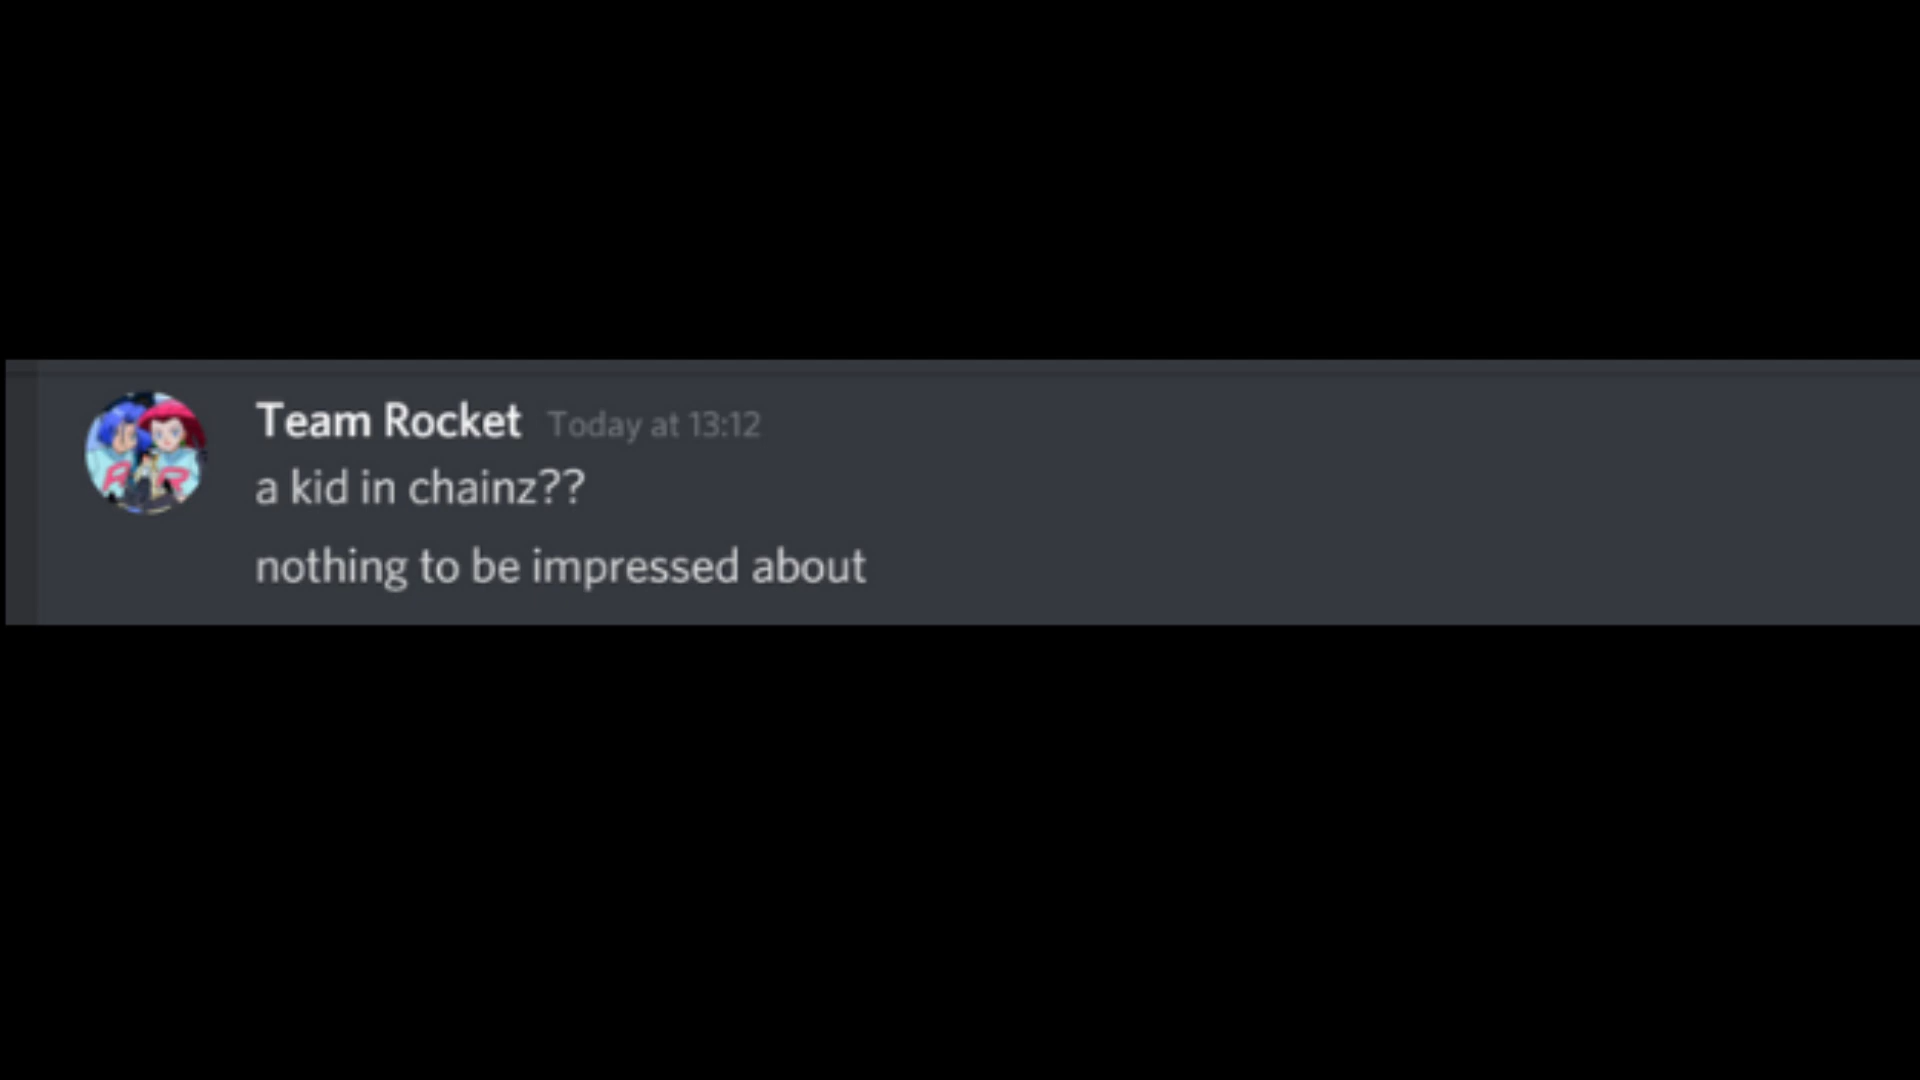 Team Rocket Today at 13:12
a kid in chainz??
nothing to be impressed about